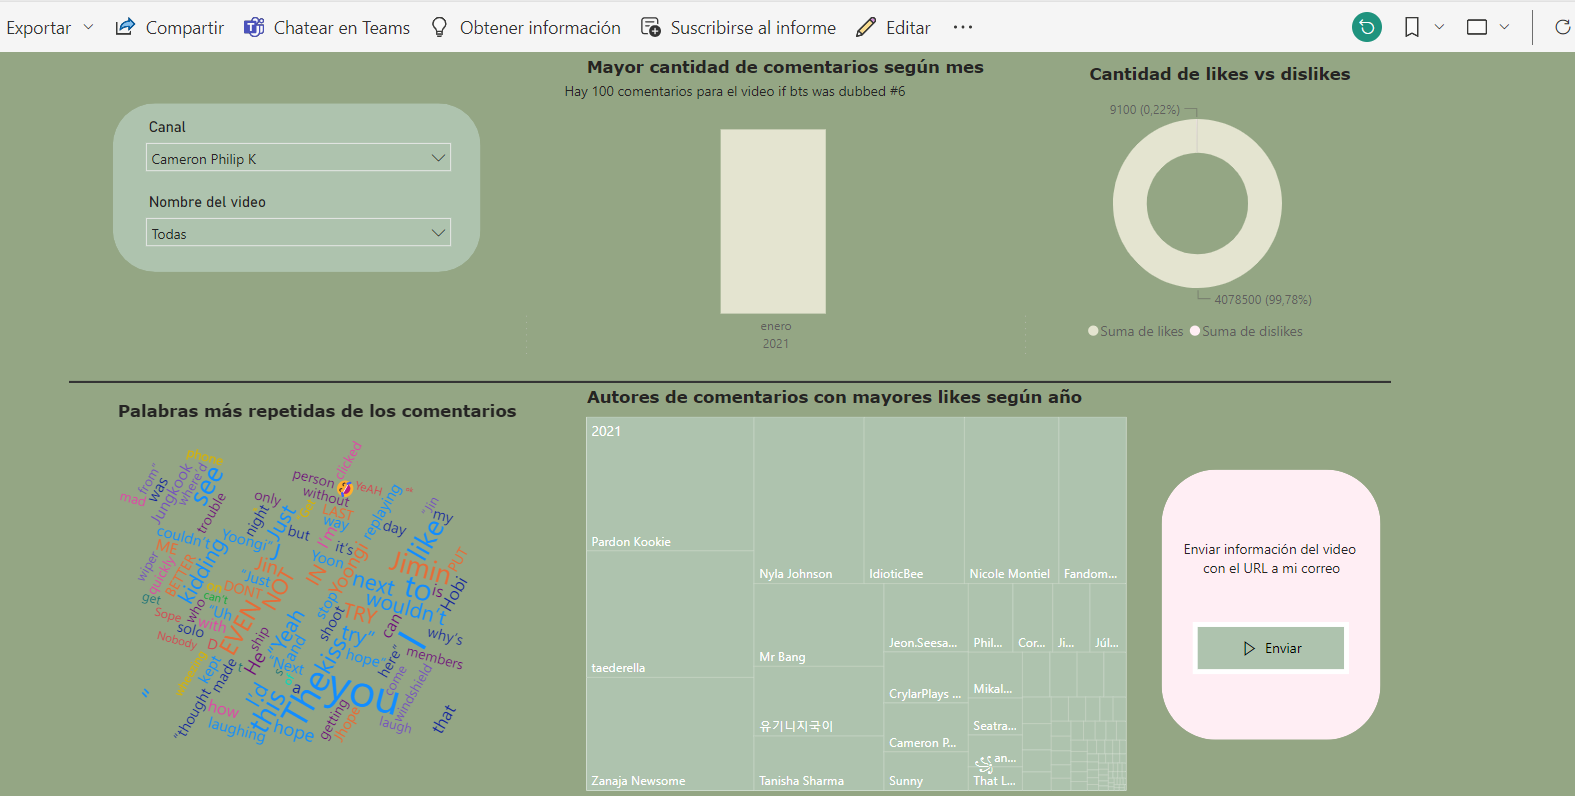 Exportar
Compartir
Chatear en Teams
Obtener información
Suscribirse al informe
Editar
Canal
Cameron Philip K
Nombre del video
Todas
Mayor cantidad de comentarios según mes
Hay 100 comentarios para el video if bts was dubbed #6
enero
2021
Cantidad de likes vs dislikes
9100 (0,22%)
4078500 (99,78%)
Suma de likes
Suma de dislikes
Palabras más repetidas de los comentarios
clicked
phone
from"
where'd
see
Jungkook
was
mad
trouble
person
without
YeAH
only
LAST
way
replaying
"Jin
my
night
Just
but
I'm
day
like
couldn't
Yoongi"
ME
it's
Yoon
Yoongi
Jimin
PUT
wiper
quickly
BETTER
kidding
Jin
"Just
IN
next
to
is
Hobi
get
on
DONT
NOT
can't
who
"Uh
stop
wouldn't
Sope
with
EVEN
shoot
TRY
can
solo
Nobody
D
ship
"Yeah
try"
why's
and
He
"Next
kiss
hope"
here"
members
kept
made
t
a
come
windshield
I
I'd
The
you
"thought
how
this
getting
Jhope
laughing
hope
laugh
that
Autores de comentarios con mayores likes según año
2021
Pardon Kookie
taederella
Zanaja Newsome
Nyla Johnson
IdioticBee
Nicole Montiel
Fandom...
Mr Bang
유기니지국이
Tanisha Sharma
Jeon.Seesa...
CrylarPlays ...
Cameron P...
Sunny
Phil...
Cor...
Ji...
Júl...
Mikal...
Seatra...
an...
That L...
Enviar información del video
con el URL a mi correo
Enviar